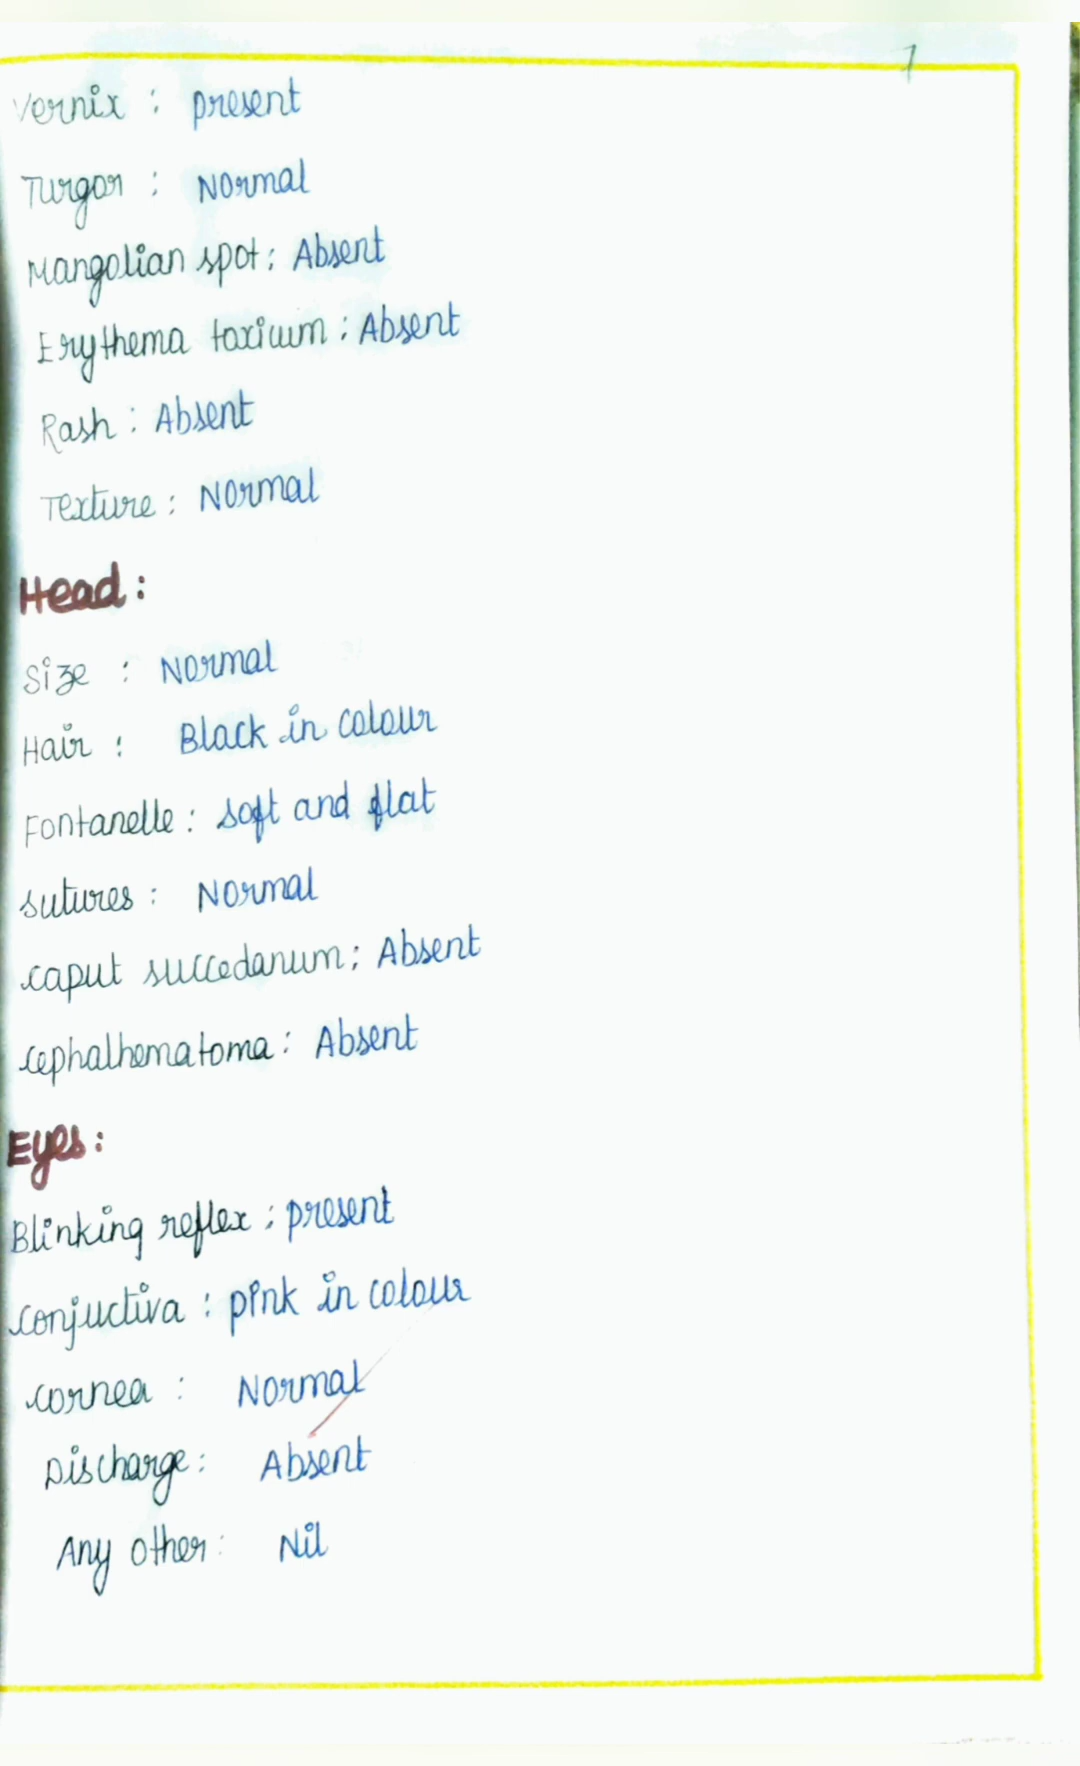 7
Vernix : present
Turgor : Normal
Mangolian spot : Absent
Erythema toxium : Absent
Rash : Absent
Texture : Normal
Head :
Size : Normal
Hair : Black in colour
Fontanelle : soft and flat
sutures : Normal
caput succedanum : Absent
cephalhematoma : Absent
Eyes :
Blinking reflex : present
conjuctiva : pink in colour
cornea : Normal
Discharge : Absent
Any other : Nil